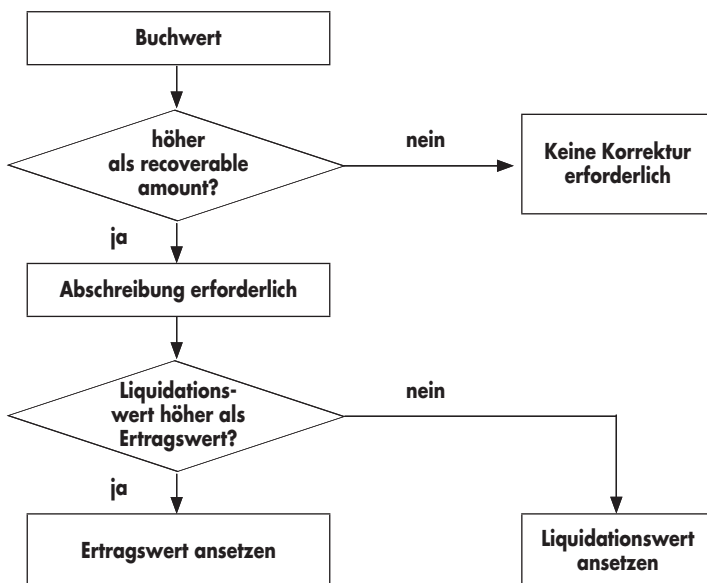 Buchwert
höher
als recoverable
amount?
nein
Keine Korrektur
erforderlich
ja
Abschreibung erforderlich
Liquidations-
wert höher als
Ertragswert?
nein
ja
Ertragswert ansetzen
Liquidationswert
ansetzen